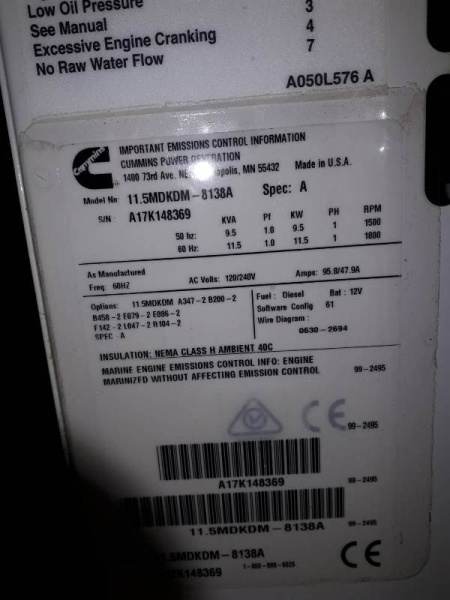 Low Oil Pressure 3
See Manual 4
Excessive Engine Cranking 7
No Raw Water Flow
A050L576 A
Cummins
IMPORTANT EMISSIONS CONTROL INFORMATION
CUMMINS POWER GENERATION
1400 73rd Ave. NE, MN 55432 Made in U.S.A.
Model No: 11.5MDKDM-8138A Spec: A
S/N: A17K148369
KVA Pf KW PH RPM
50 hz: 9.5 1.0 9.5 1 1500
60 Hz: 11.5 1.0 11.5 1 1800
As Manufactured
Freq: 60HZ AC Volts: 120/240V Amps: 95.8/47.9A
Options: 11.5MDKDM A347-2 B200-2
B458-2 E079-2 E086-2
F142-2 L047-2 R104-2
SPEC-A
Fuel: Diesel Bat: 12V
Software Config 61
Wire Diagram:
0630-2694
INSULATION: NEMA CLASS H AMBIENT 40C
MARINE ENGINE EMISSIONS CONTROL INFO: ENGINE
MARINIZED WITHOUT AFFECTING EMISSION CONTROL 99-2495
CE
99-2495
A17K148369 99-2495
11.5MDKDM-8138A 99-2495
.5MDKDM-8138A
A17K148369
CE